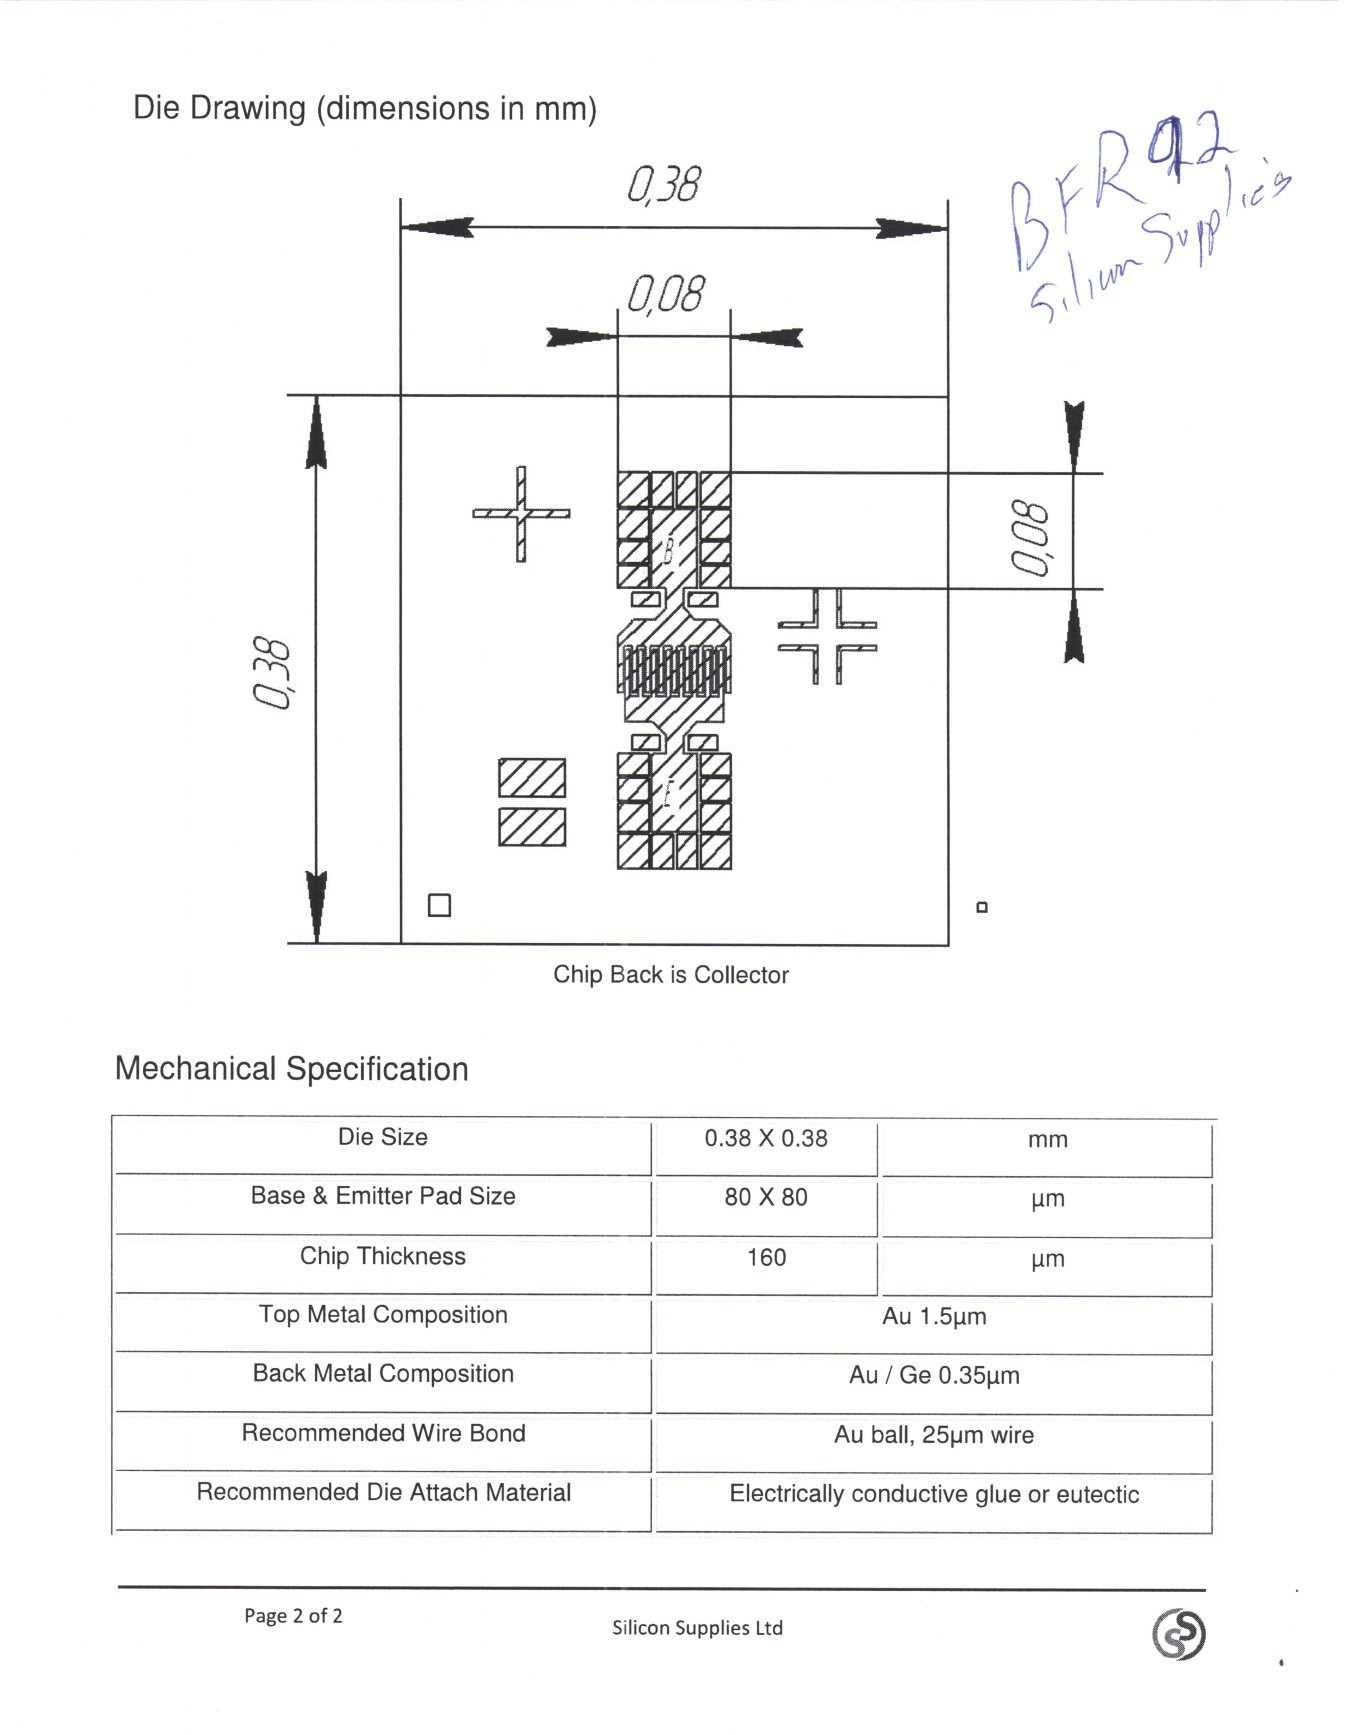 Die Drawing (dimensions in mm)
BFR92
Silicon Supplies
0,38
0,08
0,08
0,38
B
E
Chip Back is Collector
Mechanical Specification
Die Size 0.38 X 0.38 mm
Base & Emitter Pad Size 80 X 80 µm
Chip Thickness 160 µm
Top Metal Composition Au 1.5µm
Back Metal Composition Au / Ge 0.35µm
Recommended Wire Bond Au ball, 25µm wire
Recommended Die Attach Material Electrically conductive glue or eutectic
Page 2 of 2 Silicon Supplies Ltd SS